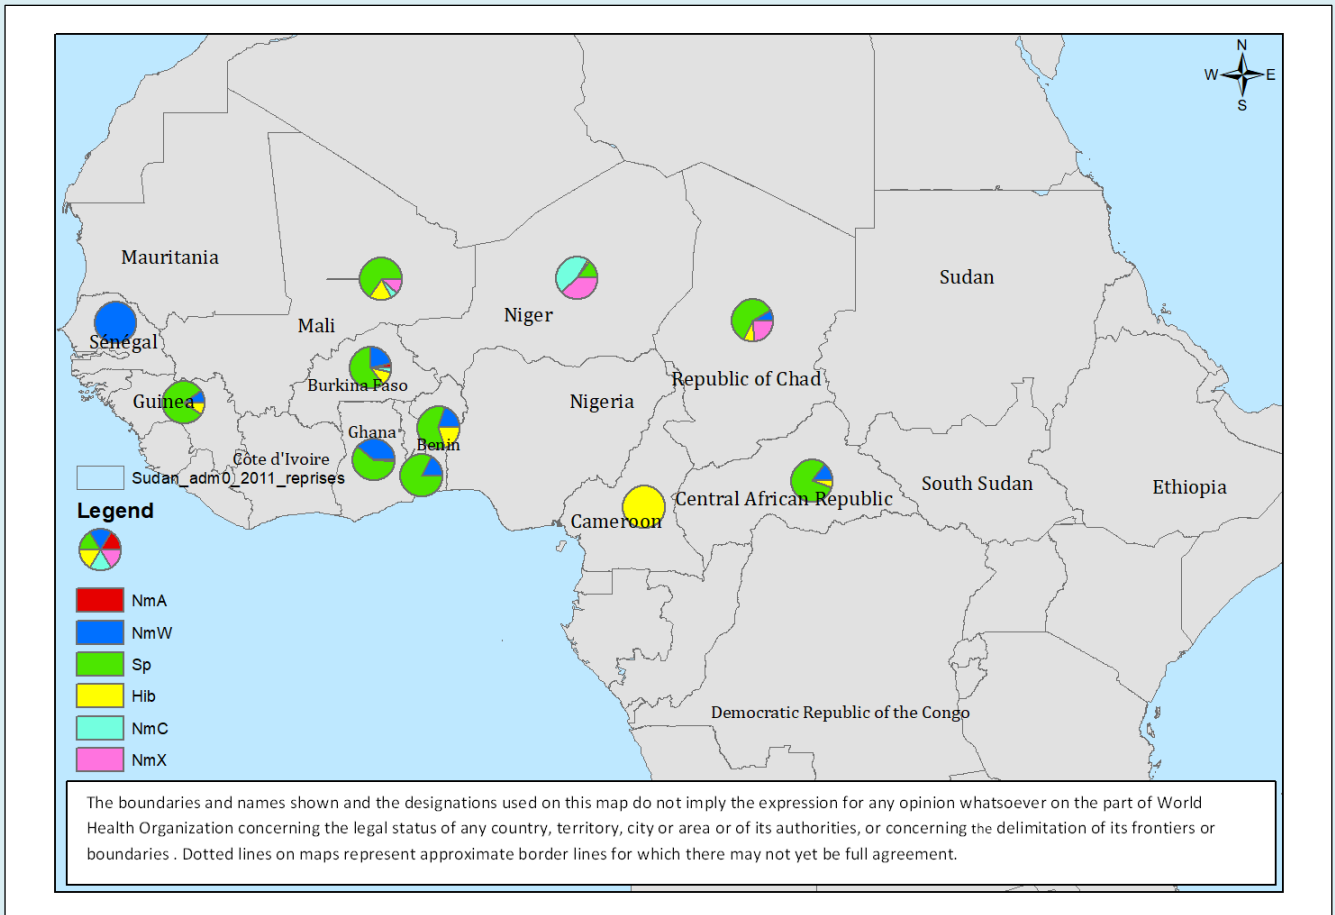 N
W E
S
Mauritania
Sudan
Niger
Mali
Sénégal
Republic of Chad
Burkina Faso
Guinea
Nigeria
Ghana
Benin
Côte d'Ivoire
Sudan_adm0_2011_reprises
South Sudan
Ethiopia
Central African Republic
Legend
Cameroon
NmA
NmW
Sp
Hib
NmC
Democratic Republic of the Congo
NmX
The boundaries and names shown and the designations used on this map do not imply the expression for any opinion whatsoever on the part of World
Health Organization concerning the legal status of any country, territory, city or area or of its authorities, or concerning the delimitation of its frontiers or
boundaries . Dotted lines on maps represent approximate border lines for which there may not yet be full agreement.